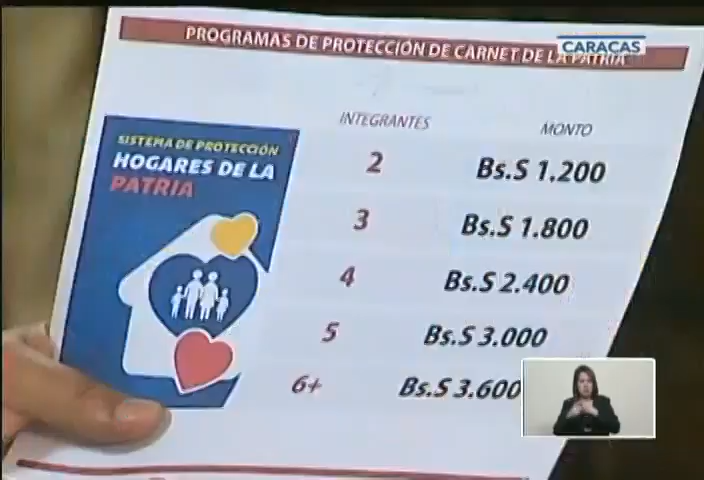 CARACAS
PROGRAMAS DE PROTECCIÓN DE CARNET DE LA PATRIA
INTEGRANTES MONTO
SISTEMA DE PROTECCIÓN
HOGARES DE LA
PATRIA
2 Bs.S 1.200
3 Bs.S 1.800
4 Bs.S 2.400
5 Bs.S 3.000
6+ Bs.S 3.600